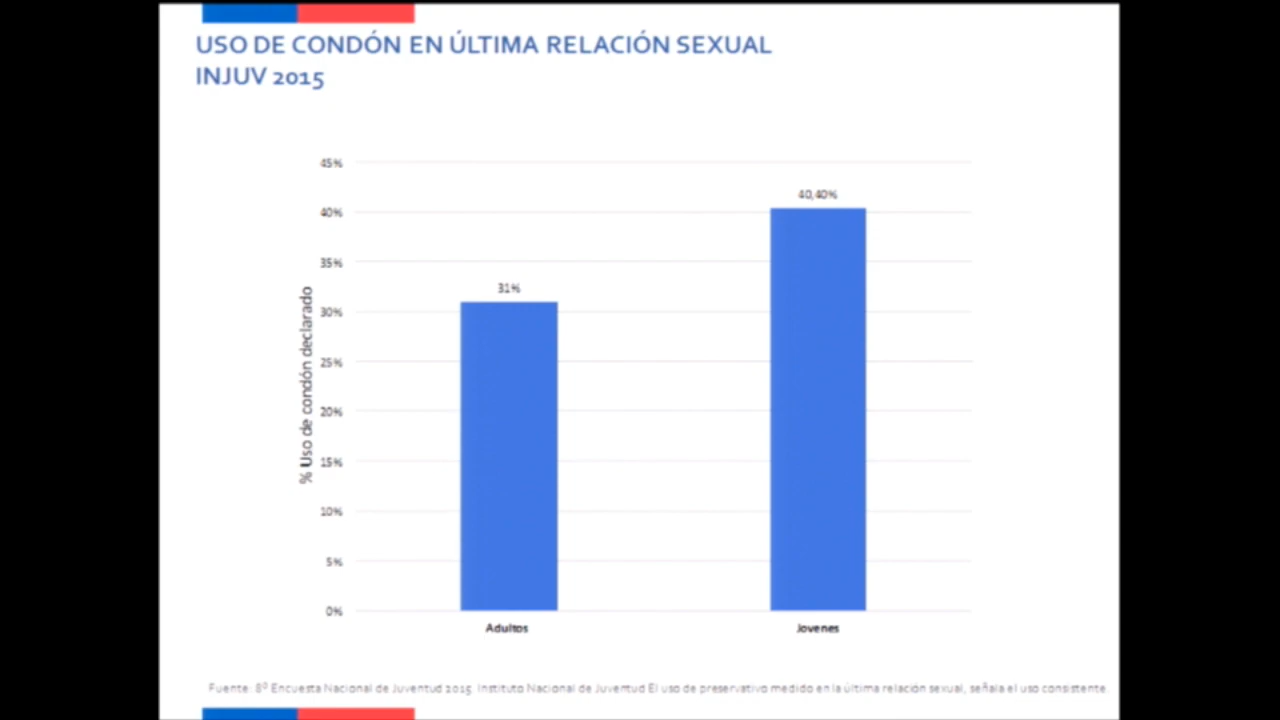 USO DE CONDÓN EN ÚLTIMA RELACIÓN SEXUAL
INJUV 2015
45%
40%
35%
30%
25%
20%
15%
10%
5%
0%
% Uso de condón declarado
31%
40,40%
Adultos
Jovenes
Fuente: 8º Encuesta Nacional de Juventud 2015. Instituto Nacional de Juventud El uso de preservativo medido en la última relación sexual, señala el uso consistente.